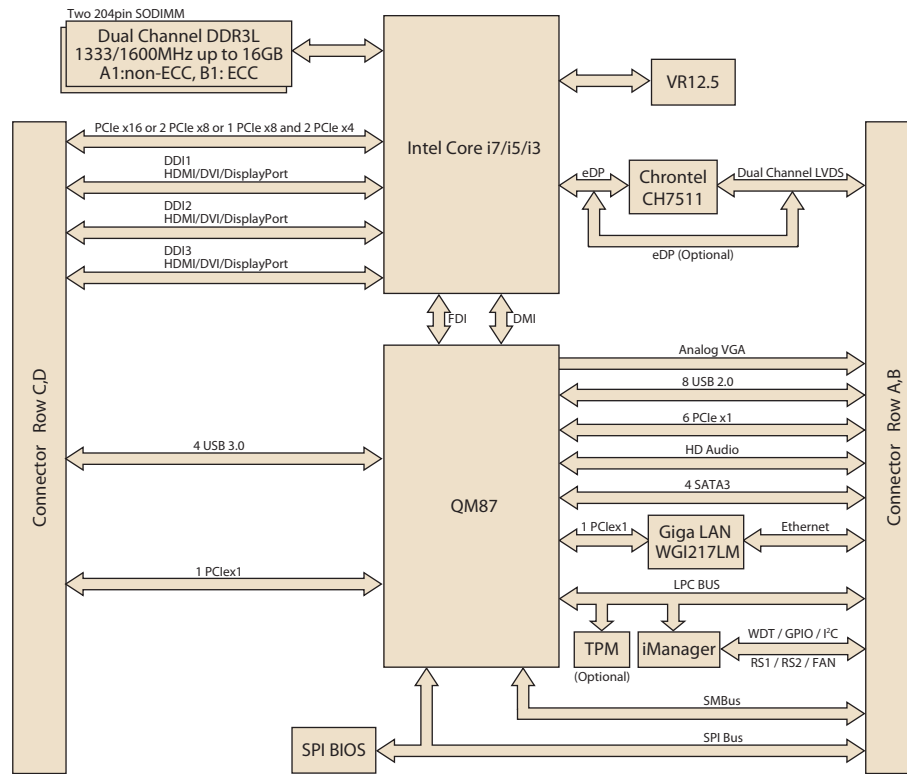 Two 204pin SODIMM
Dual Channel DDR3L
1333/1600MHz up to 16GB
A1:non-ECC, B1: ECC
Intel Core i7/i5/i3
VR12.5
PCIe x16 or 2 PCIe x8 or 1 PCIe x8 and 2 PCIe x4
DDI1
HDMI/DVI/DisplayPort
DDI2
HDMI/DVI/DisplayPort
DDI3
HDMI/DVI/DisplayPort
eDP
Chrontel
CH7511
Dual Channel LVDS
eDP (Optional)
FDI
DMI
Connector Row C,D
Connector Row A,B
QM87
Analog VGA
8 USB 2.0
6 PCIe x1
HD Audio
4 SATA3
4 USB 3.0
1 PCIex1
Giga LAN
WGI217LM
Ethernet
1 PCIex1
LPC BUS
TPM
(Optional)
iManager
WDT / GPIO / I²C
RS1 / RS2 / FAN
SMBus
SPI BIOS
SPI Bus